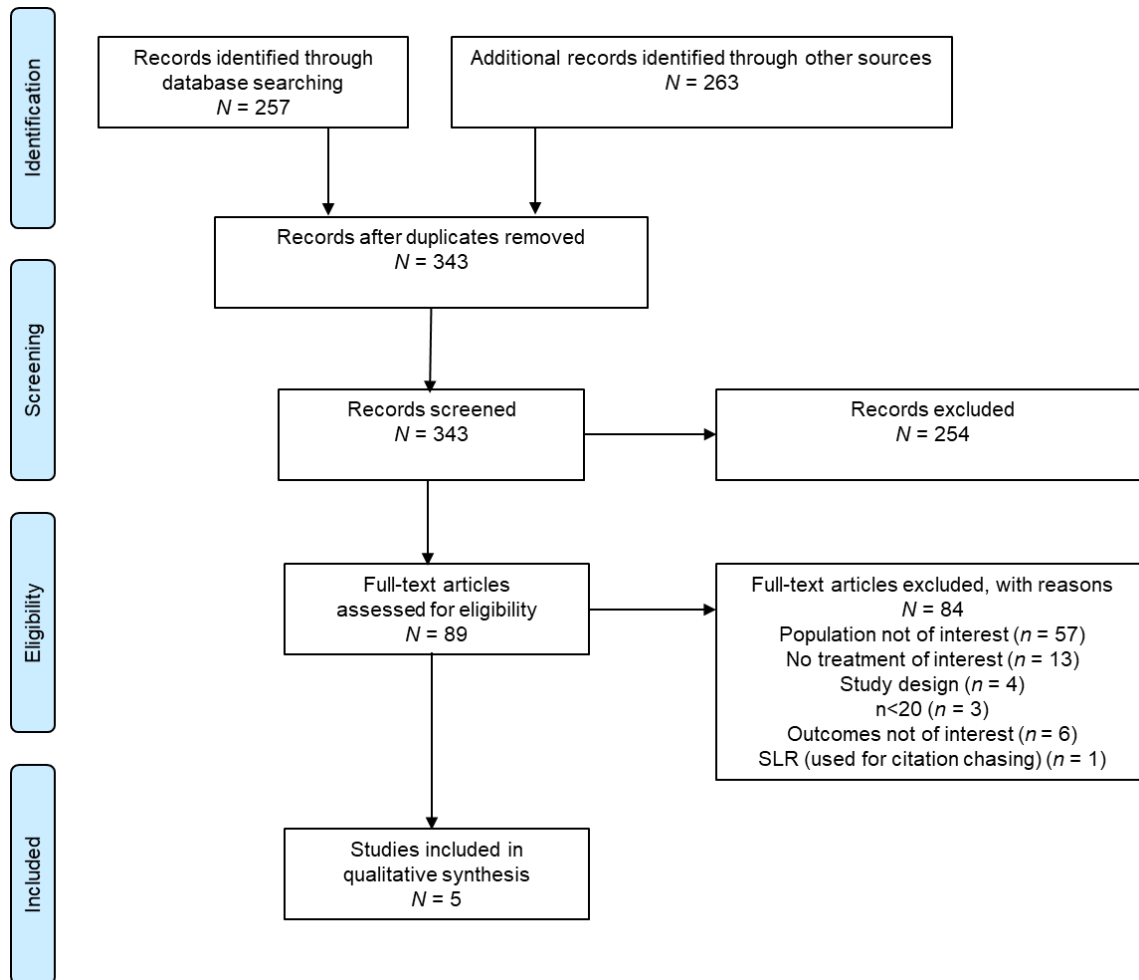 Identification
Records identified through
database searching
N = 257
Additional records identified through other sources
N = 263
Records after duplicates removed
N = 343
Screening
Records screened
N = 343
Records excluded
N = 254
Eligibility
Full-text articles
assessed for eligibility
N = 89
Full-text articles excluded, with reasons
N = 84
Population not of interest (n = 57)
No treatment of interest (n = 13)
Study design (n = 4)
n<20 (n = 3)
Outcomes not of interest (n = 6)
SLR (used for citation chasing) (n = 1)
Included
Studies included in
qualitative synthesis
N = 5